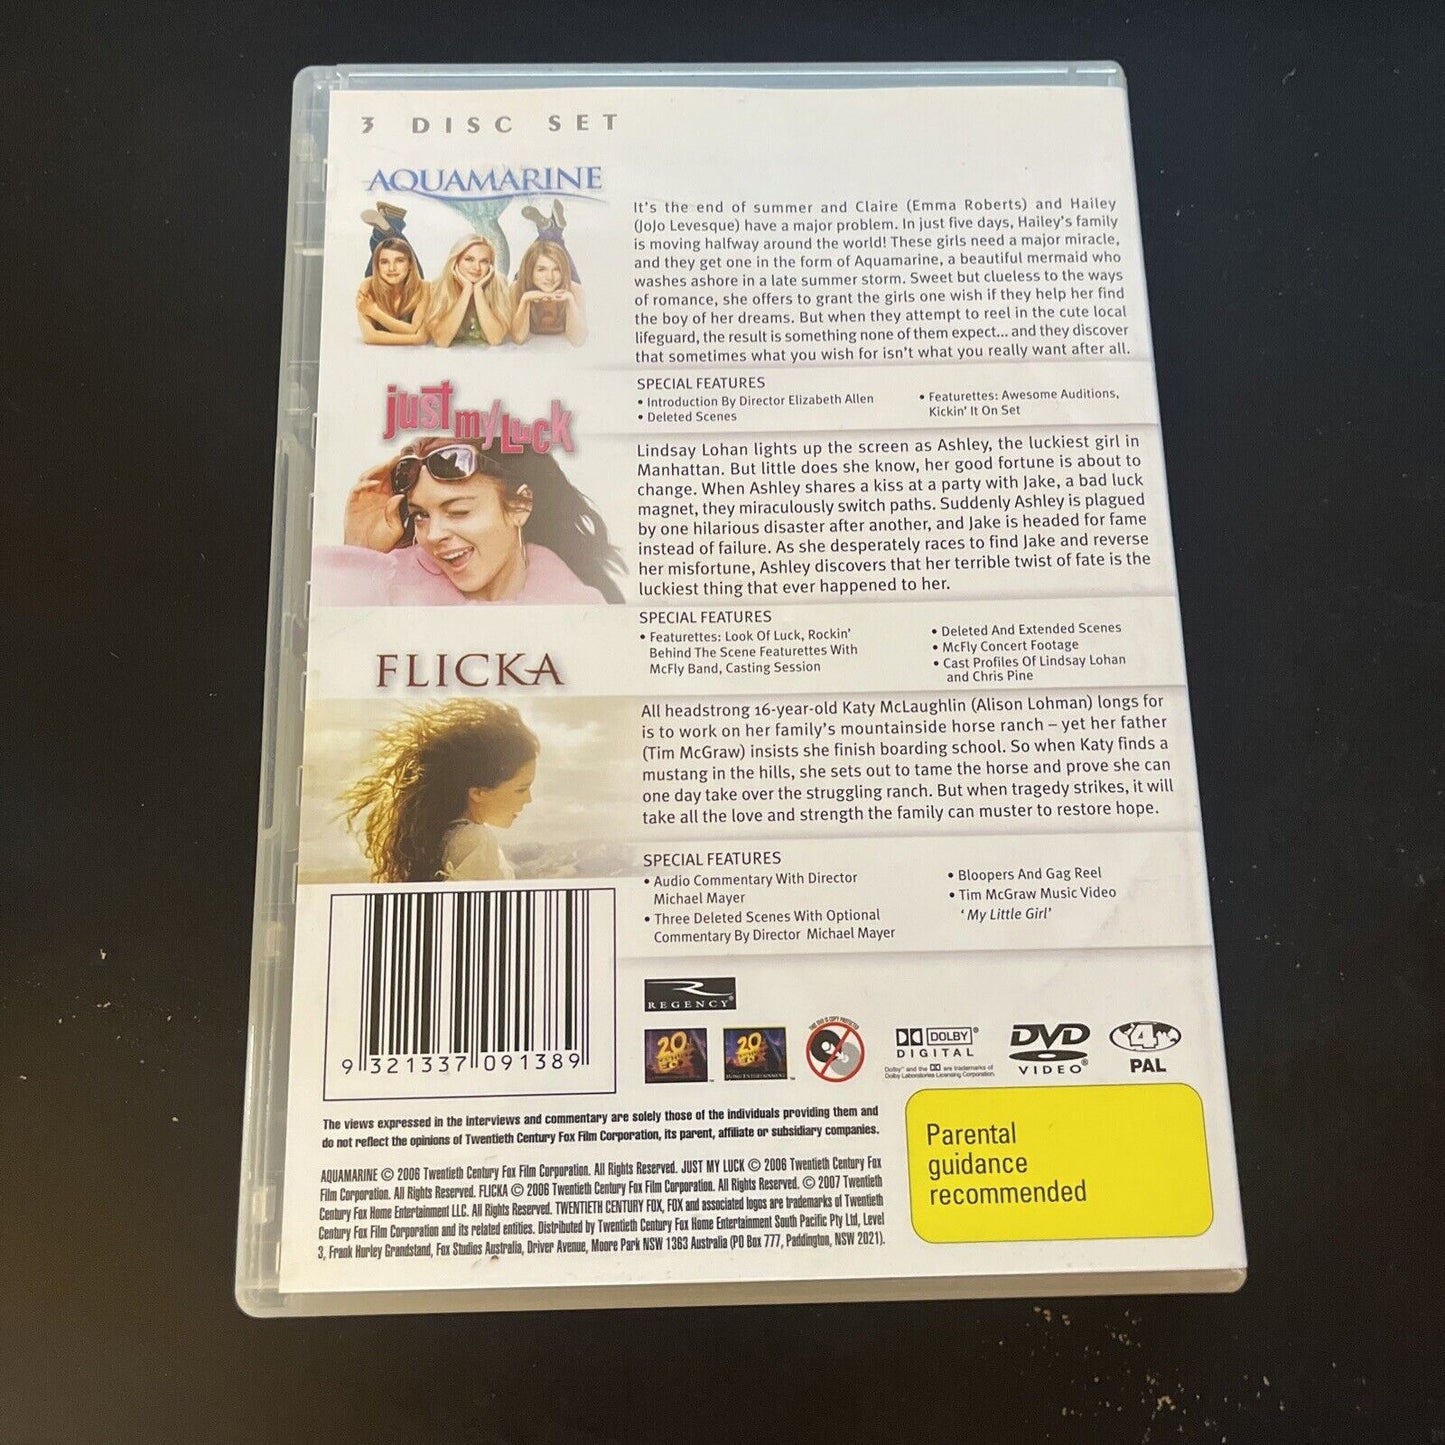 3 DISC SET
AQUAMARINE
It's the end of summer and Claire (Emma Roberts) and Hailey
(JoJo Levesque) have a major problem. In just five days, Hailey's family
is moving halfway around the world! These girls need a major miracle,
and they get one in the form of Aquamarine, a beautiful mermaid who
washes ashore in a late summer storm. Sweet but clueless to the ways
of romance, she offers to grant the girls one wish if they help her find
the boy of her dreams. But when they attempt to reel in the cute local
lifeguard, the result is something none of them expect... and they discover
that sometimes what you wish for isn't what you really want after all.
SPECIAL FEATURES
• Introduction By Director Elizabeth Allen
• Deleted Scenes
• Featurettes: Awesome Auditions,
Kickin' It On Set
just my Luck
Lindsay Lohan lights up the screen as Ashley, the luckiest girl in
Manhattan. But little does she know, her good fortune is about to
change. When Ashley shares a kiss at a party with Jake, a bad luck
magnet, they miraculously switch paths. Suddenly Ashley is plagued
by one hilarious disaster after another, and Jake is headed for fame
instead of failure. As she desperately races to find Jake and reverse
her misfortune, Ashley discovers that her terrible twist of fate is the
luckiest thing that ever happened to her.
SPECIAL FEATURES
• Featurettes: Look Of Luck, Rockin'
Behind The Scene Featurettes With
McFly Band, Casting Session
• Deleted And Extended Scenes
• McFly Concert Footage
• Cast Profiles Of Lindsay Lohan
and Chris Pine
FLICKA
All headstrong 16-year-old Katy McLaughlin (Alison Lohman) longs for
is to work on her family's mountainside horse ranch – yet her father
(Tim McGraw) insists she finish boarding school. So when Katy finds a
mustang in the hills, she sets out to tame the horse and prove she can
one day take over the struggling ranch. But when tragedy strikes, it will
take all the love and strength the family can muster to restore hope.
SPECIAL FEATURES
• Audio Commentary With Director
Michael Mayer
• Three Deleted Scenes With Optional
Commentary By Director Michael Mayer
• Bloopers And Gag Reel
• Tim McGraw Music Video
'My Little Girl'
9 321337 091389
REGENCY®
20th CENTURY FOX ™
20th CENTURY FOX HOME ENTERTAINMENT ™
THIS DVD IS COPY PROTECTED
DOLBY®
DIGITAL
Dolby™ and the DD are trademarks of
Dolby Laboratories Licensing Corporation.
DVD
VIDEO®
4
PAL
The views expressed in the interviews and commentary are solely those of the individuals providing them and
do not reflect the opinions of Twentieth Century Fox Film Corporation, its parent, affiliate or subsidiary companies.
AQUAMARINE © 2006 Twentieth Century Fox Film Corporation. All Rights Reserved. JUST MY LUCK © 2006 Twentieth Century Fox
Film Corporation. All Rights Reserved. FLICKA © 2006 Twentieth Century Fox Film Corporation. All Rights Reserved. © 2007 Twentieth
Century Fox Home Entertainment LLC. All Rights Reserved. TWENTIETH CENTURY FOX, FOX and associated logos are trademarks of Twentieth
Century Fox Film Corporation and its related entities. Distributed by Twentieth Century Fox Home Entertainment South Pacific Pty Ltd, Level
3, Frank Hurley Grandstand, Fox Studios Australia, Driver Avenue, Moore Park NSW 1363 Australia (PO Box 777, Paddington, NSW 2021).
Parental
guidance
recommended